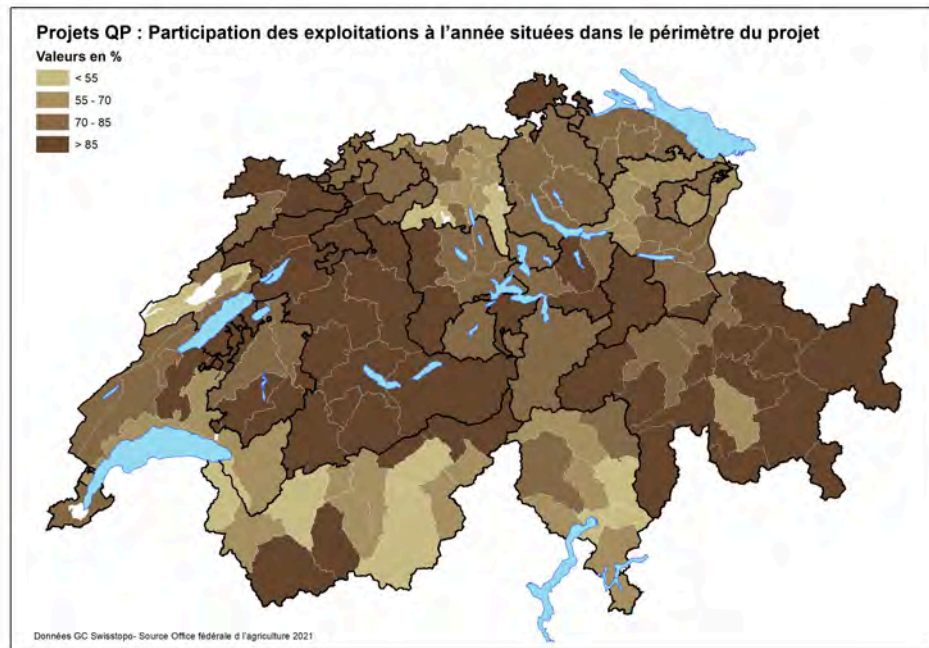 Projets QP : Participation des exploitations à l'année situées dans le périmètre du projet
Valeurs en %
< 55
55 - 70
70 - 85
> 85
Données GC Swisstopo- Source Office fédérale d l'agriculture 2021